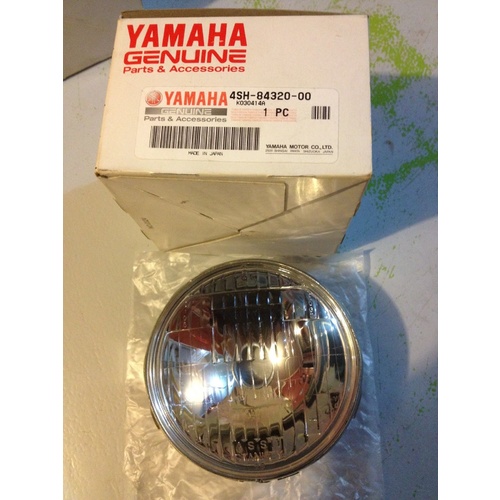 YAMAHA
GENUINE
Parts & Accessories
YAMAHA 4SH-84320-00
GENUINE K030414A
Parts & Accessories 1 PC
MADE IN JAPAN
YAMAHA MOTOR CO., LTD.